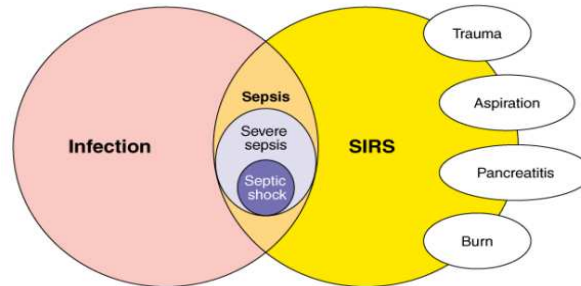 Infection
Sepsis
Severe
sepsis
Septic
shock
SIRS
Trauma
Aspiration
Pancreatitis
Burn